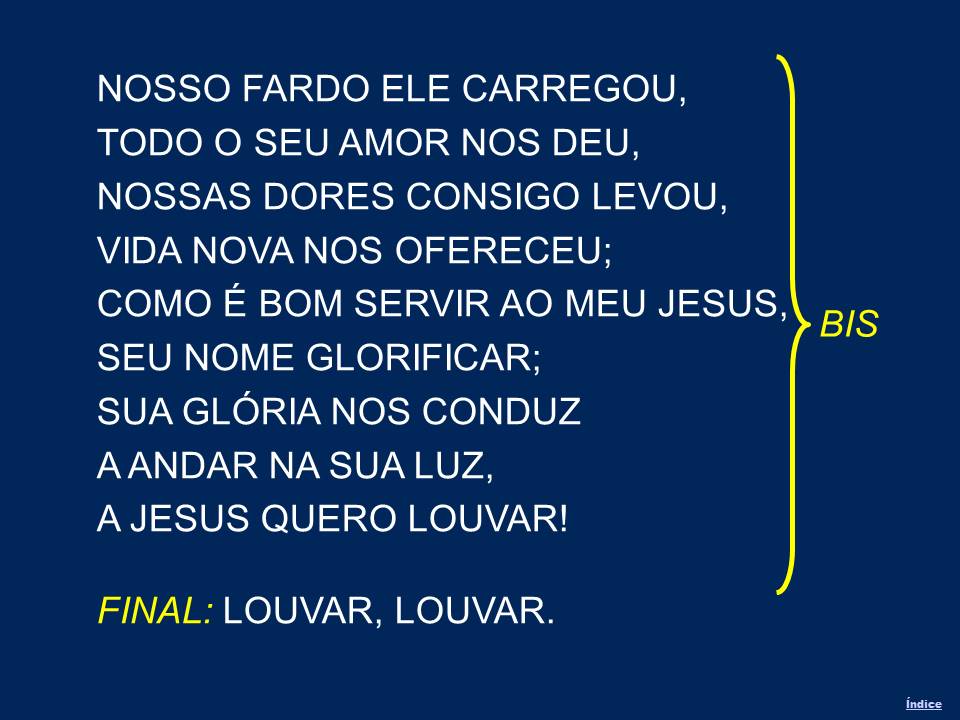 NOSSO FARDO ELE CARREGOU,
TODO O SEU AMOR NOS DEU,
NOSSAS DORES CONSIGO LEVOU,
VIDA NOVA NOS OFERECEU;
COMO É BOM SERVIR AO MEU JESUS,
SEU NOME GLORIFICAR;
SUA GLÓRIA NOS CONDUZ
A ANDAR NA SUA LUZ,
A JESUS QUERO LOUVAR!
BIS
FINAL: LOUVAR, LOUVAR.
Índice